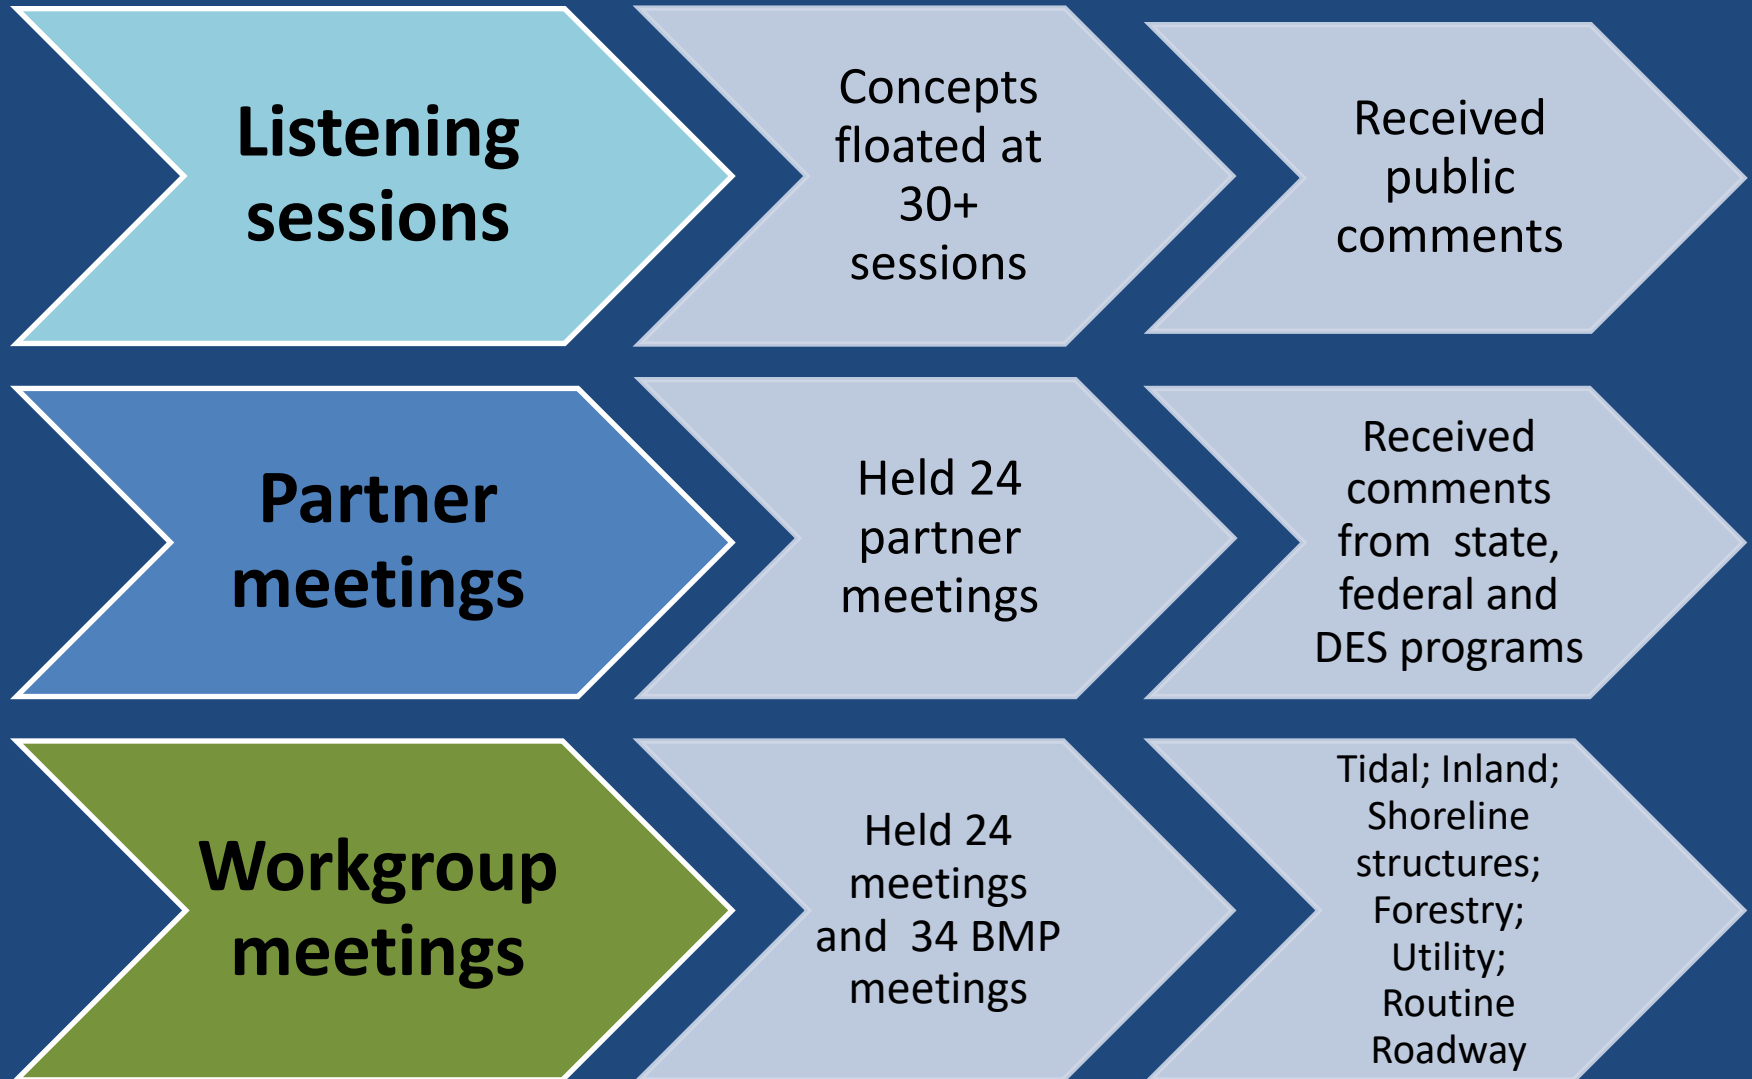 Listening
sessions
Concepts
floated at
30+
sessions
Received
public
comments
Partner
meetings
Held 24
partner
meetings
Received
comments
from  state,
federal and
DES programs
Workgroup
meetings
Held 24
meetings
and  34 BMP
meetings
Tidal; Inland;
Shoreline
structures;
Forestry;
Utility;
Routine
Roadway